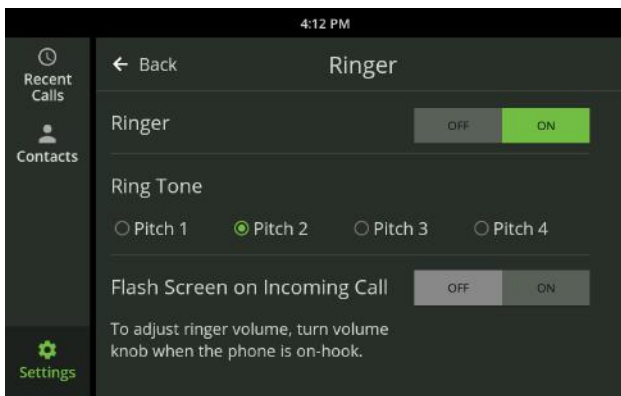 4:12 PM
Recent
Calls
Contacts
Settings
Back
Ringer
Ringer
OFF ON
Ring Tone
Pitch 1 Pitch 2 Pitch 3 Pitch 4
Flash Screen on Incoming Call
OFF ON
To adjust ringer volume, turn volume
knob when the phone is on-hook.